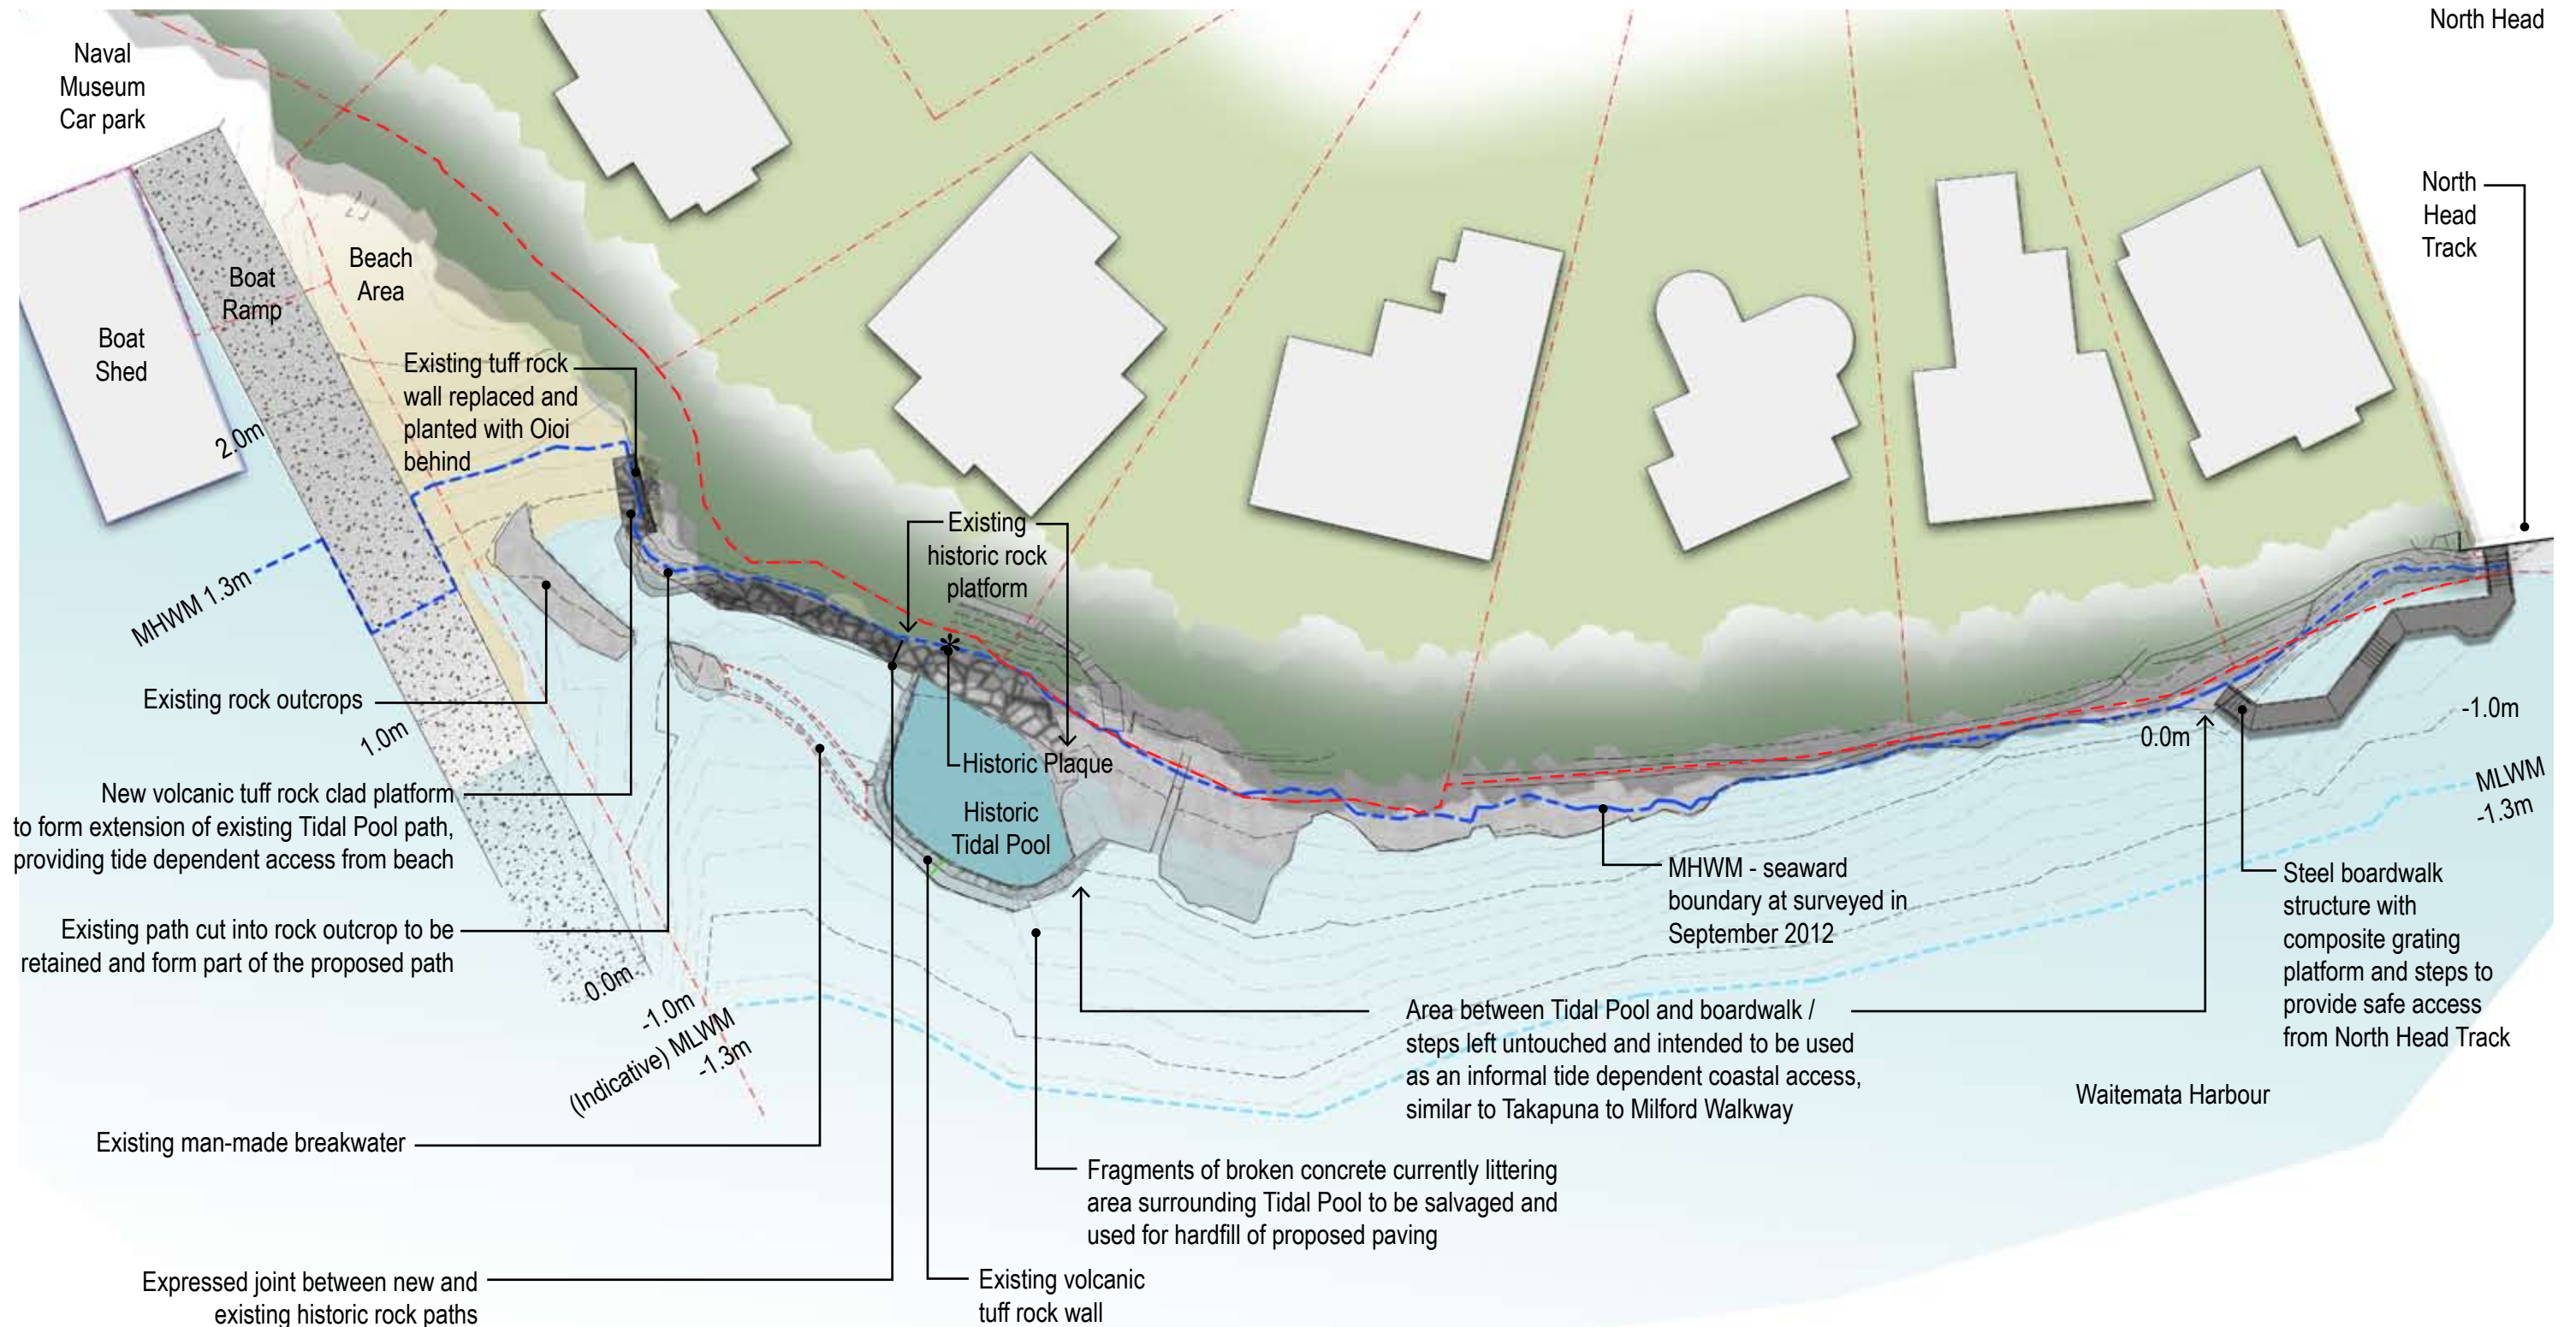 North Head
Naval
Museum
Car park
North
Head
Track
Beach
Area
Boat
Ramp
Boat
Shed
Existing tuff rock
wall replaced and
planted with Oioi
behind
2.0m
Existing
historic rock
platform
MHWM 1.3m
Existing rock outcrops
1.0m
-1.0m
0.0m
MLWM
-1.3m
Historic Plaque
Historic
Tidal Pool
New volcanic tuff rock clad platform
to form extension of existing Tidal Pool path,
providing tide dependent access from beach
MHWM - seaward
boundary at surveyed in
September 2012
Steel boardwalk
structure with
composite grating
platform and steps to
provide safe access
from North Head Track
Existing path cut into rock outcrop to be
retained and form part of the proposed path
0.0m
-1.0m
(Indicative) MLWM
-1.3m
Area between Tidal Pool and boardwalk /
steps left untouched and intended to be used
as an informal tide dependent coastal access,
similar to Takapuna to Milford Walkway
Waitemata Harbour
Existing man-made breakwater
Fragments of broken concrete currently littering
area surrounding Tidal Pool to be salvaged and
used for hardfill of proposed paving
Expressed joint between new and
existing historic rock paths
Existing volcanic
tuff rock wall